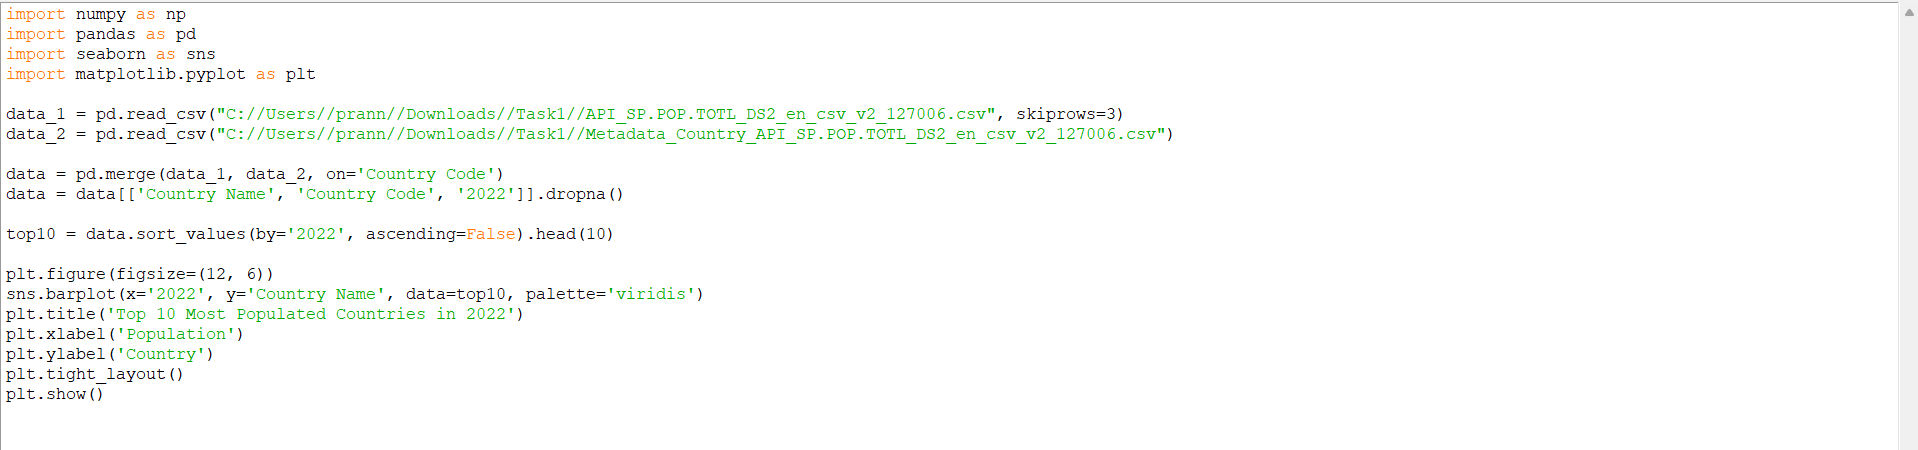 import numpy as np
import pandas as pd
import seaborn as sns
import matplotlib.pyplot as plt

data_1 = pd.read_csv("C://Users//prann//Downloads//Task1//API_SP.POP.TOTL_DS2_en_csv_v2_127006.csv", skiprows=3)
data_2 = pd.read_csv("C://Users//prann//Downloads//Task1//Metadata_Country_API_SP.POP.TOTL_DS2_en_csv_v2_127006.csv")

data = pd.merge(data_1, data_2, on='Country Code')
data = data[['Country Name', 'Country Code', '2022']].dropna()

top10 = data.sort_values(by='2022', ascending=False).head(10)

plt.figure(figsize=(12, 6))
sns.barplot(x='2022', y='Country Name', data=top10, palette='viridis')
plt.title('Top 10 Most Populated Countries in 2022')
plt.xlabel('Population')
plt.ylabel('Country')
plt.tight_layout()
plt.show()